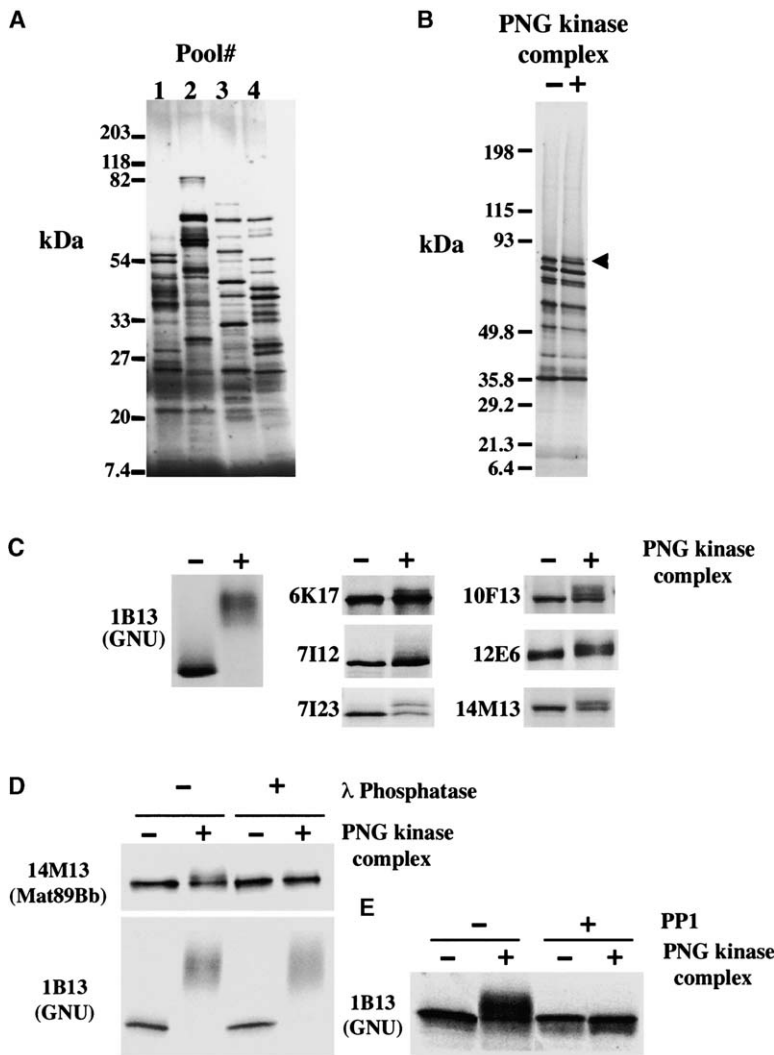 A
Pool#
1 2 3 4
203
118
82
kDa
54
33
27
20
7.4
B
PNG kinase
complex
− +
198
115
93
kDa
49.8
35.8
29.2
21.3
6.4
C
− +
1B13
(GNU)
− +
6K17
7I12
7I23
− +
10F13
12E6
14M13
PNG kinase
complex
D
− + λ Phosphatase
− + − + PNG kinase
complex
14M13
(Mat89Bb)
1B13
(GNU)
E
− + PP1
− + − + PNG kinase
complex
1B13
(GNU)